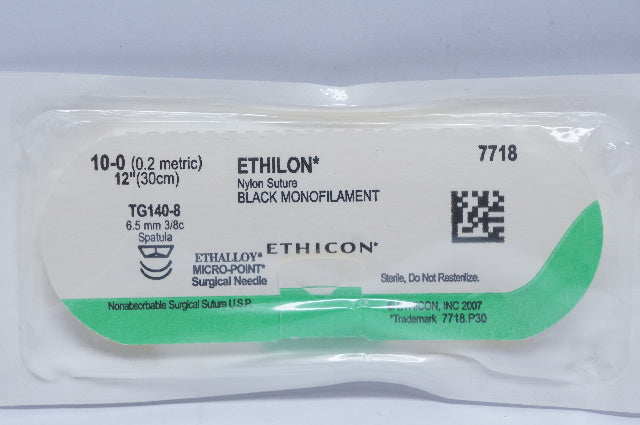 10-0 (0.2 metric)
12"(30cm)
TG140-8
6.5 mm 3/8c
Spatula
ETHALLOY*
MICRO-POINT*
Surgical Needle
ETHILON*
Nylon Suture
BLACK MONOFILAMENT
ETHICON*
7718
Sterile, Do Not Resterilize.
Nonabsorbable Surgical Suture U.S.P.
© ETHICON, INC 2007
*Trademark 7718.P30